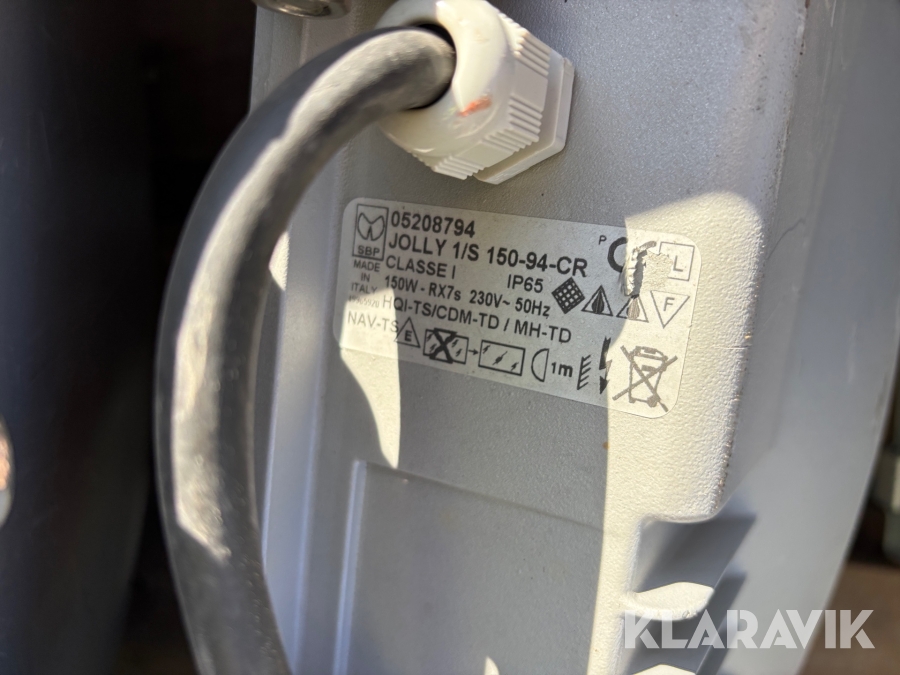 05208794
JOLLY 1/S 150-94-CR
SBP
CLASSE I
IP65
MADE IN ITALY
150W - RX7s 230V~ 50Hz
HQI-TS/CDM-TD / MH-TD
NAV-TS
P
L
F
E
1m
KLARAVIK